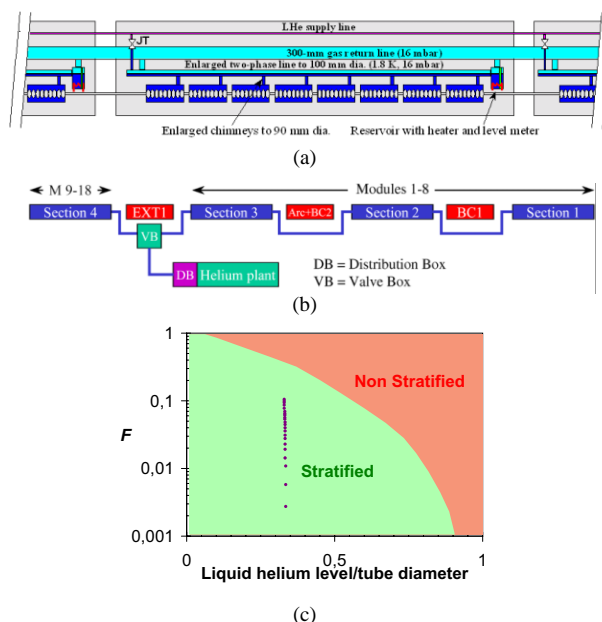 LHe supply line
JT
300-mm gas return line (16 mbar)
Enlarged two-phase line to 100 mm dia. (1.8 K, 16 mbar)
Enlarged chimneys to 90 mm dia.
Reservoir with heater and level meter
(a)
M 9-18
Modules 1-8
Section 4
EXT1
Section 3
Arc+BC2
Section 2
BC1
Section 1
VB
DB
Helium plant
DB = Distribution Box
VB = Valve Box
(b)
1
Non Stratified
0,1
F
0,01
Stratified
0,001
0
0,5
1
Liquid helium level/tube diameter
(c)